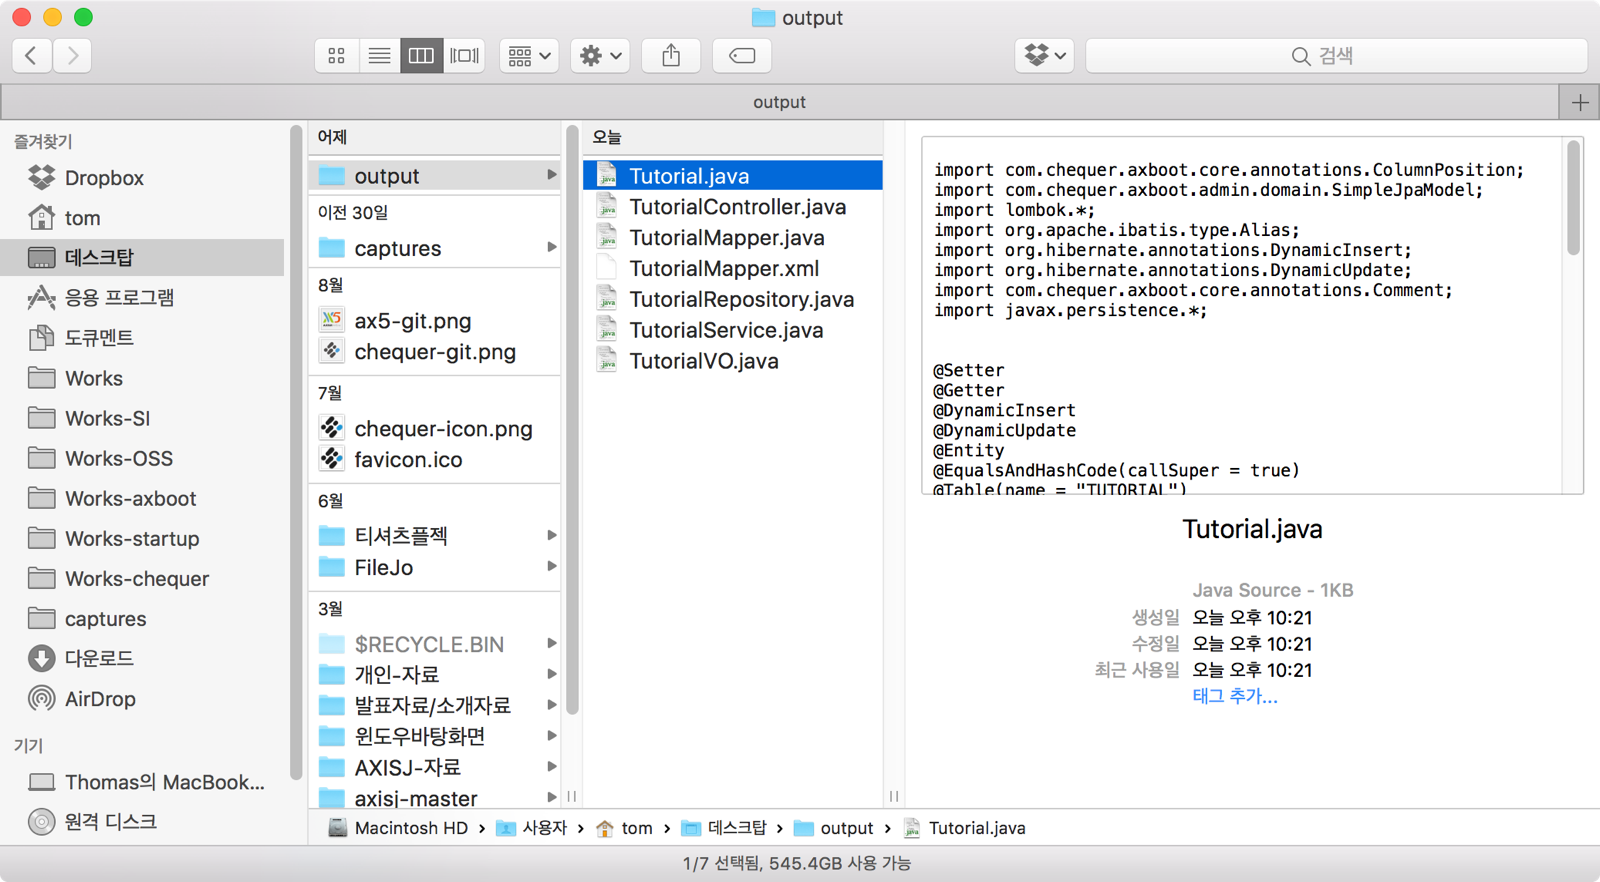 output
검색
output
즐겨찾기
Dropbox
tom
데스크탑
응용 프로그램
도큐멘트
Works
Works-SI
Works-OSS
Works-axboot
Works-startup
Works-chequer
captures
다운로드
AirDrop
기기
Thomas의 MacBook...
원격 디스크
어제
output
이전 30일
captures
8월
ax5-git.png
chequer-git.png
7월
chequer-icon.png
favicon.ico
6월
티셔츠플젝
FileJo
3월
$RECYCLE.BIN
개인-자료
발표자료/소개자료
윈도우바탕화면
AXISJ-자료
axisj-master
오늘
Tutorial.java
TutorialController.java
TutorialMapper.java
TutorialMapper.xml
TutorialRepository.java
TutorialService.java
TutorialVO.java
import com.chequer.axboot.core.annotations.ColumnPosition;
import com.chequer.axboot.admin.domain.SimpleJpaModel;
import lombok.*;
import org.apache.ibatis.type.Alias;
import org.hibernate.annotations.DynamicInsert;
import org.hibernate.annotations.DynamicUpdate;
import com.chequer.axboot.core.annotations.Comment;
import javax.persistence.*;
@Setter
@Getter
@DynamicInsert
@DynamicUpdate
@Entity
@EqualsAndHashCode(callSuper = true)
@Table(name = "TUTORIAL")
Tutorial.java
Java Source - 1KB
생성일 오늘 오후 10:21
수정일 오늘 오후 10:21
최근 사용일 오늘 오후 10:21
태그 추가...
Macintosh HD › 사용자 › tom › 데스크탑 › output › Tutorial.java
1/7 선택됨, 545.4GB 사용 가능